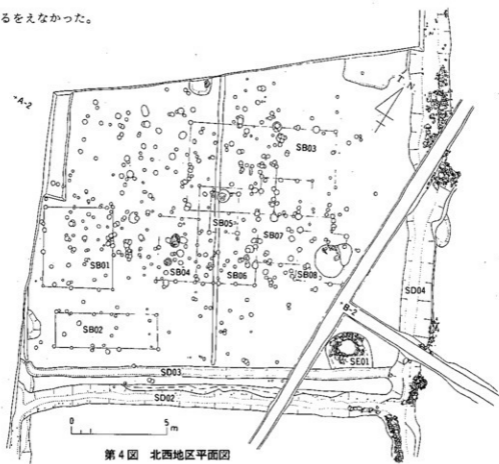 るをえなかった。
A-2
T.N
SB03
SB05
SB07
SB01
SB04
SB06
SB08
SD04
B-2
SB02
SE01
SD03
SD02
0 5m
第4図 北西地区平面図